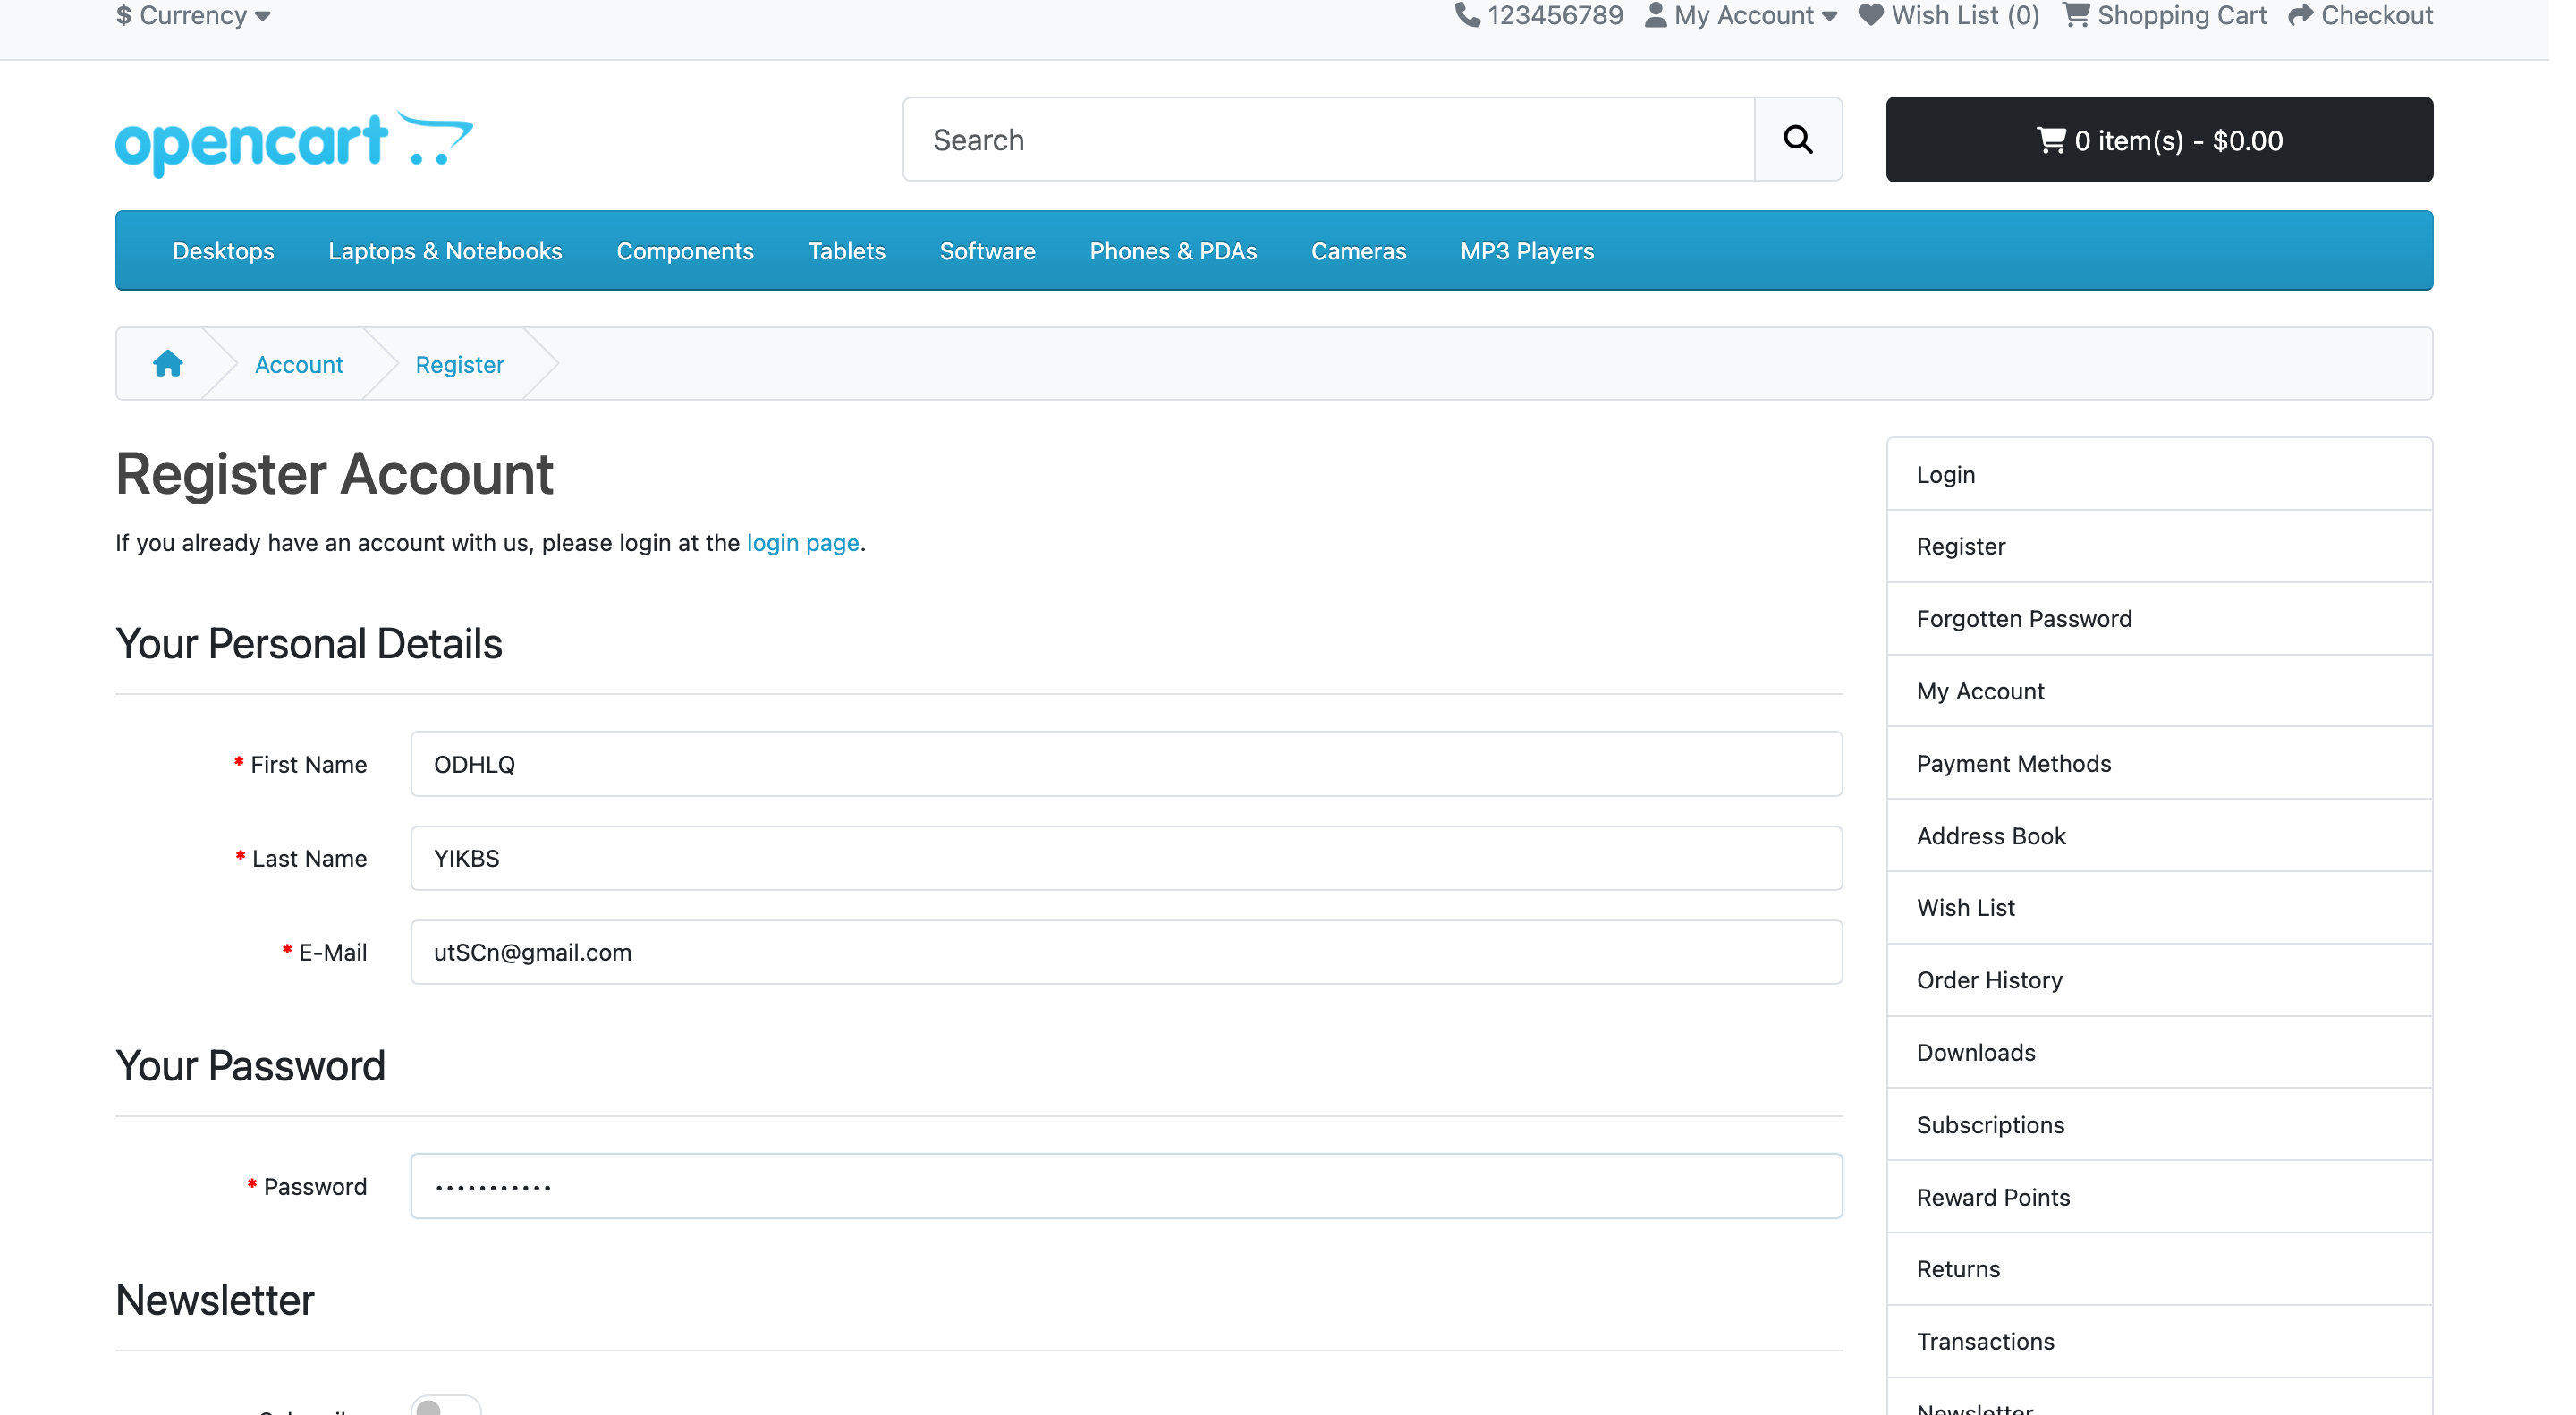 $ Currency
123456789 My Account Wish List (0) Shopping Cart Checkout
opencart
Search
0 item(s) - $0.00
Desktops Laptops & Notebooks Components Tablets Software Phones & PDAs Cameras MP3 Players
Account Register
Register Account
If you already have an account with us, please login at the login page.
Your Personal Details
* First Name ODHLQ
* Last Name YIKBS
* E-Mail utSCn@gmail.com
Your Password
* Password ···········
Newsletter
Login
Register
Forgotten Password
My Account
Payment Methods
Address Book
Wish List
Order History
Downloads
Subscriptions
Reward Points
Returns
Transactions
Newsletter